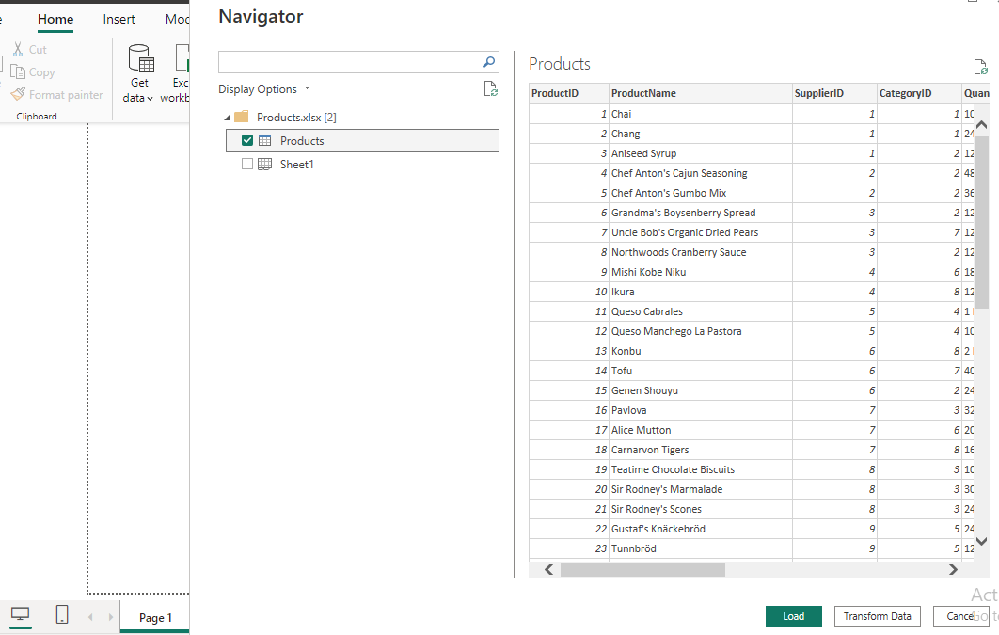 Home Insert
Cut
Copy
Format painter
Clipboard
Get
data
Navigator
Display Options
Products.xlsx [2]
Products
Sheet1
Products
ProductID ProductName SupplierID CategoryID Quan
1 Chai 1 1 10
2 Chang 1 1 24
3 Aniseed Syrup 1 2 12
4 Chef Anton's Cajun Seasoning 2 2 48
5 Chef Anton's Gumbo Mix 2 2 36
6 Grandma's Boysenberry Spread 3 2 12
7 Uncle Bob's Organic Dried Pears 3 7 12
8 Northwoods Cranberry Sauce 3 2 12
9 Mishi Kobe Niku 4 6 18
10 Ikura 4 8 12
11 Queso Cabrales 5 4 1
12 Queso Manchego La Pastora 5 4 10
13 Konbu 6 8 2
14 Tofu 6 7 40
15 Genen Shouyu 6 2 24
16 Pavlova 7 3 32
17 Alice Mutton 7 6 20
18 Carnarvon Tigers 7 8 16
19 Teatime Chocolate Biscuits 8 3 10
20 Sir Rodney's Marmalade 8 3 30
21 Sir Rodney's Scones 8 3 24
22 Gustaf's Knäckebröd 9 5 24
23 Tunnbröd 9 5 12
Page 1
Load Transform Data Cancel